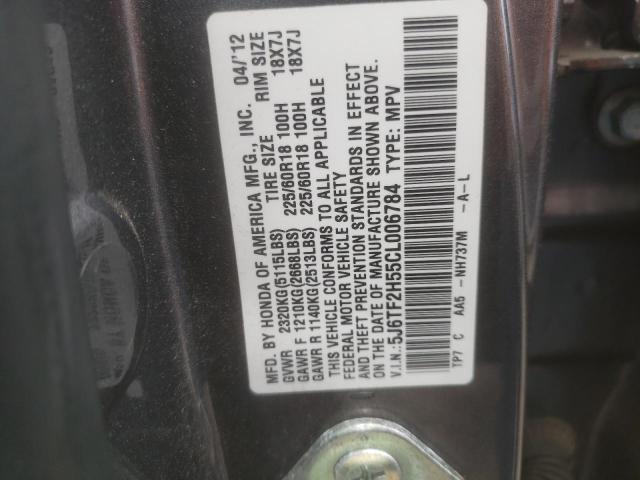 MFD. BY HONDA OF AMERICA MFG., INC. 04/'12
GVWR 2320KG(5115LBS) TIRE SIZE RIM SIZE
GAWR F 1210KG(2668LBS) 225/60R18 100H 18X7J
GAWR R 1140KG(2513LBS) 225/60R18 100H 18X7J
THIS VEHICLE CONFORMS TO ALL APPLICABLE
FEDERAL MOTOR VEHICLE SAFETY
AND THEFT PREVENTION STANDARDS IN EFFECT
ON THE DATE OF MANUFACTURE SHOWN ABOVE.
V.I.N.:5J6TF2H55CL006784 TYPE: MPV
TP7 C AA5 -NH737M -A-L